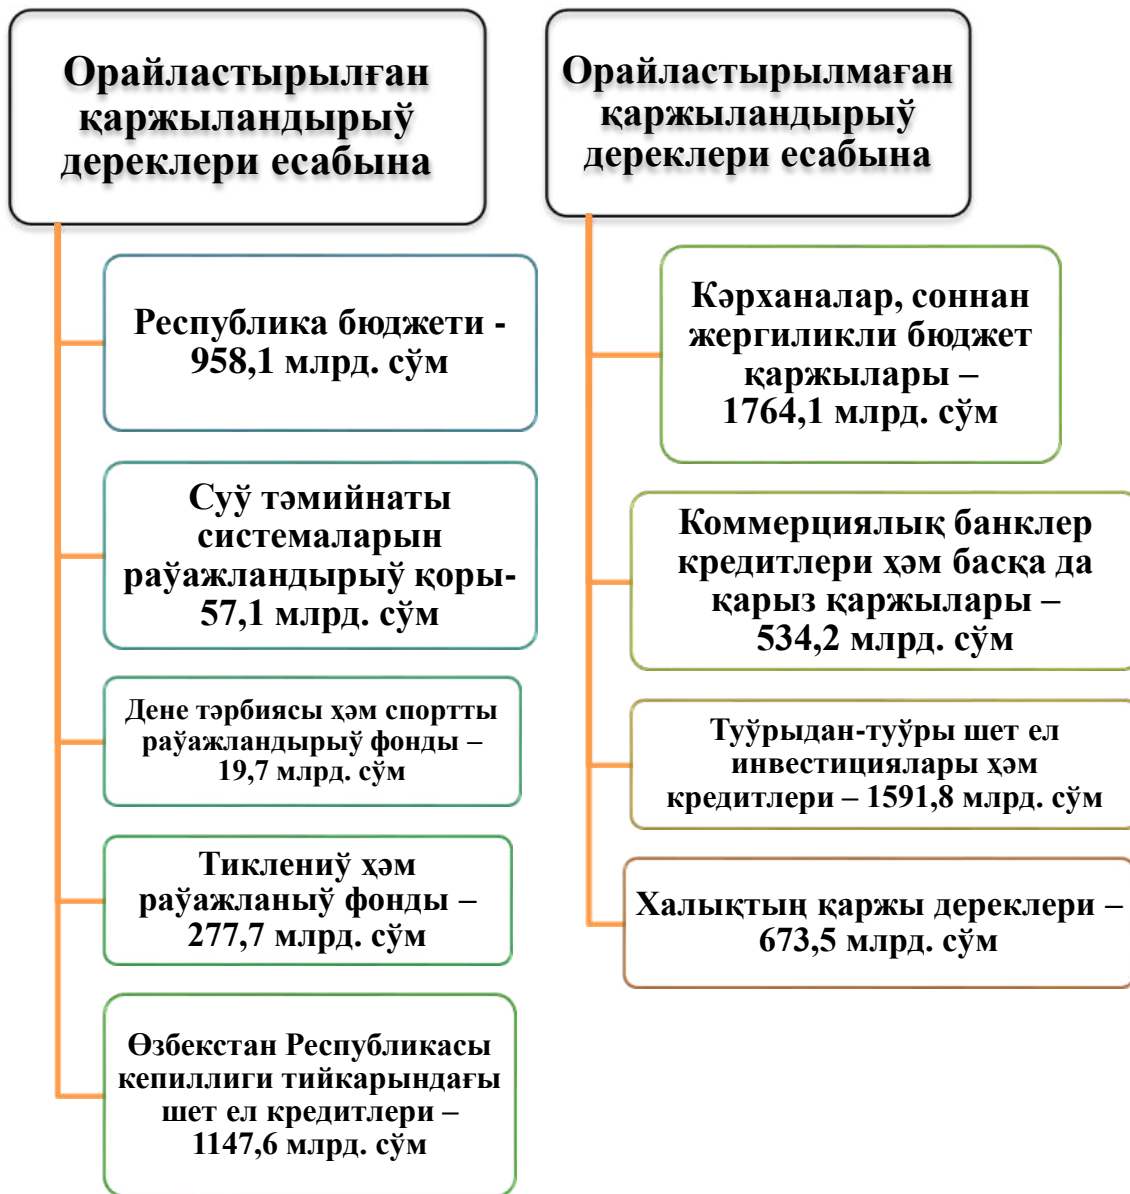 Орайластырылған
қаржыландырыў
дереклери есабына
Республика бюджети -
958,1 млрд. сўм
Суў тәмийнаты
системаларын
раўажландырыў қоры-
57,1 млрд. сўм
Дене тәрбиясы ҳәм спортты
раўажландырыў фонды –
19,7 млрд. сўм
Тиклениў ҳәм
раўажланыў фонды –
277,7 млрд. сўм
Өзбекстан Республикасы
кепиллиги тийкарындағы
шет ел кредитлери –
1147,6 млрд. сўм
Орайластырылмаған
қаржыландырыў
дереклери есабына
Кәрханалар, соннан
жергиликли бюджет
қаржылары –
1764,1 млрд. сўм
Коммерциялық банклер
кредитлери ҳәм басқа да
қарыз қаржылары –
534,2 млрд. сўм
Туўрыдан-туўры шет ел
инвестициялары ҳәм
кредитлери – 1591,8 млрд. сўм
Халықтың қаржы дереклери –
673,5 млрд. сўм